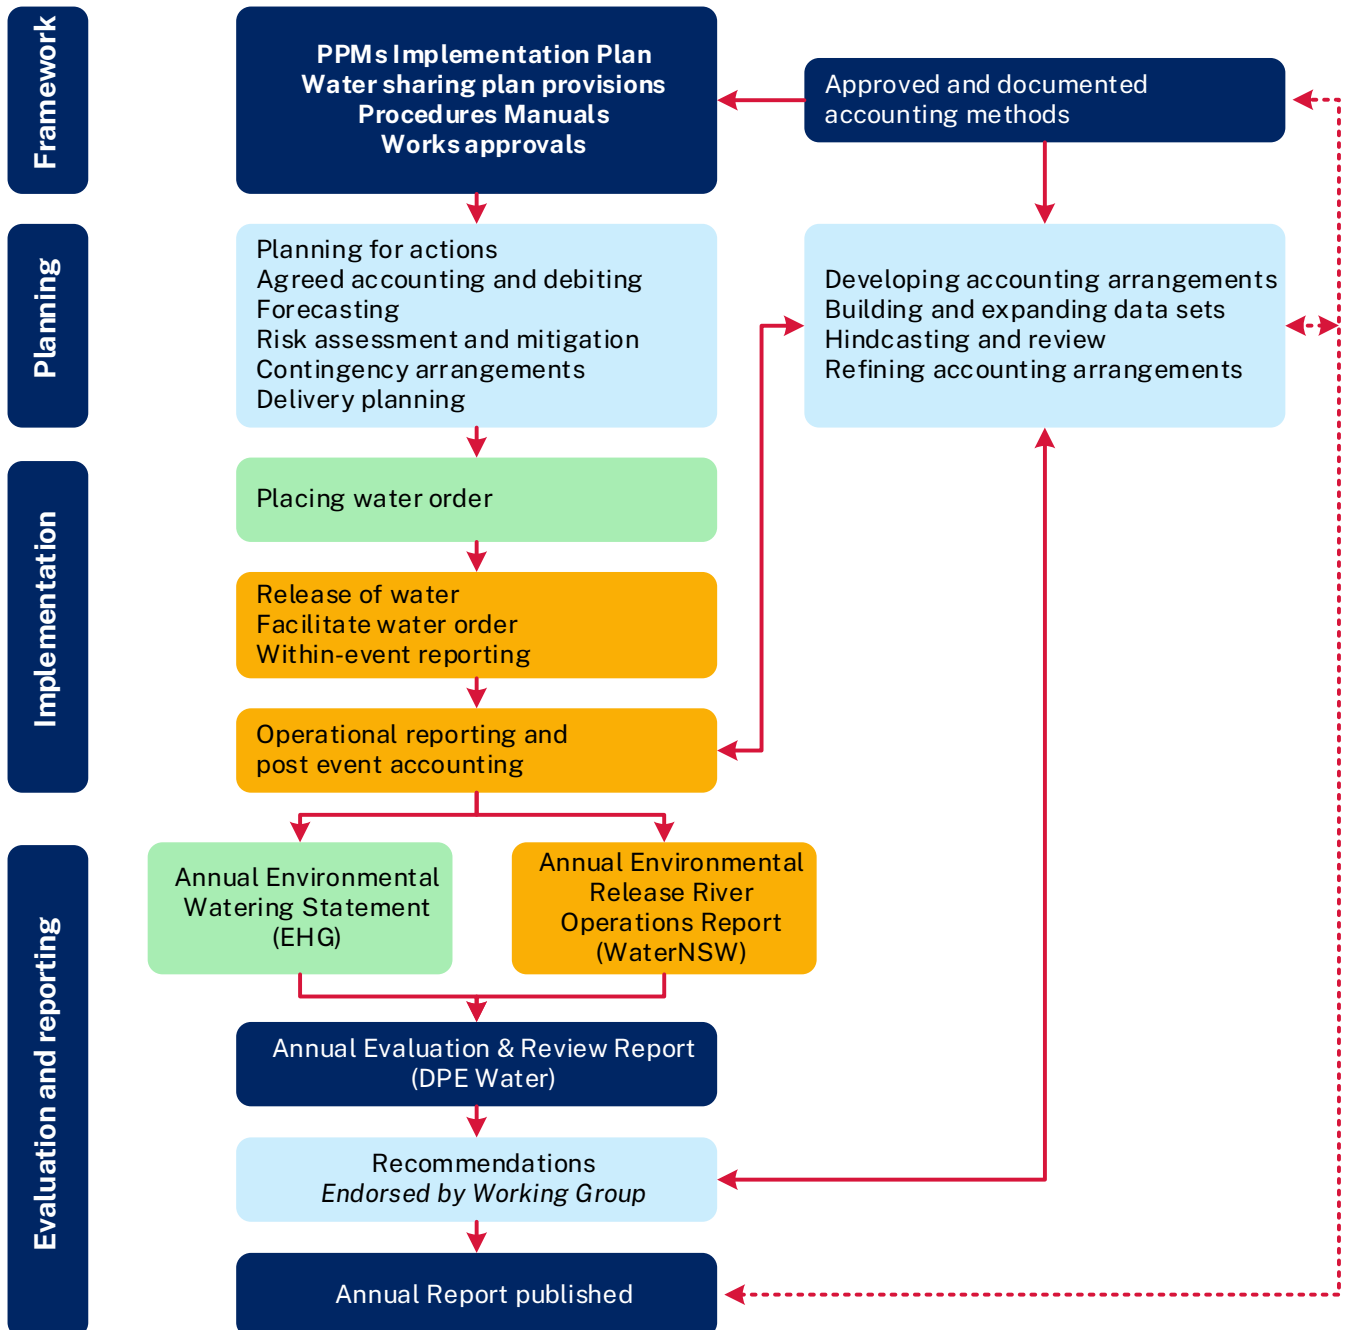 Framework
PPMs Implementation Plan
Water sharing plan provisions
Procedures Manuals
Works approvals
Approved and documented
accounting methods
Planning
Planning for actions
Agreed accounting and debiting
Forecasting
Risk assessment and mitigation
Contingency arrangements
Delivery planning
Developing accounting arrangements
Building and expanding data sets
Hindcasting and review
Refining accounting arrangements
Implementation
Placing water order
Release of water
Facilitate water order
Within-event reporting
Operational reporting and
post event accounting
Evaluation and reporting
Annual Environmental
Watering Statement
(EHG)
Annual Environmental
Release River
Operations Report
(WaterNSW)
Annual Evaluation & Review Report
(DPE Water)
Recommendations
Endorsed by Working Group
Annual Report published